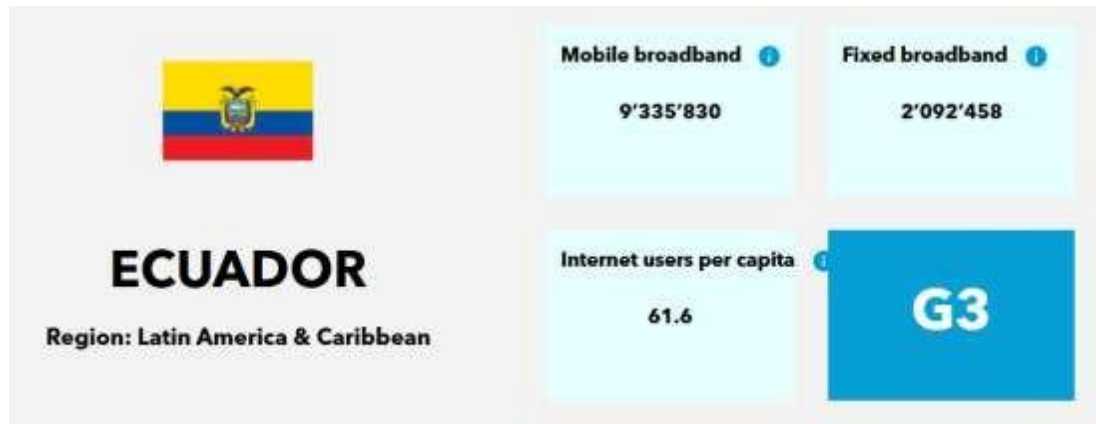 Mobile broadband
9’335’830
Fixed broadband
2’092’458
ECUADOR
Region: Latin America & Caribbean
Internet users per capita
61.6
G3